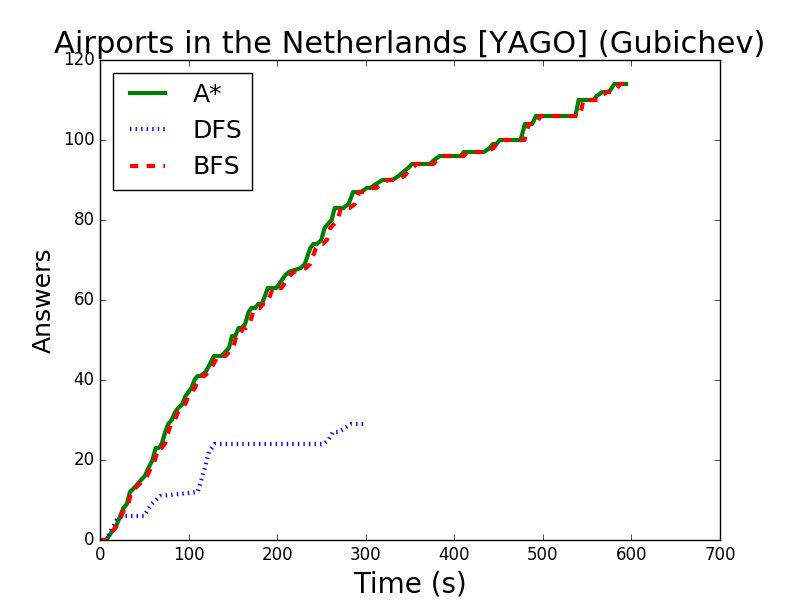 Airports in the Netherlands [YAGO] (Gubichev)
120
100
80
60
40
20
0
Answers
A*
DFS
BFS
0 100 200 300 400 500 600 700
Time (s)